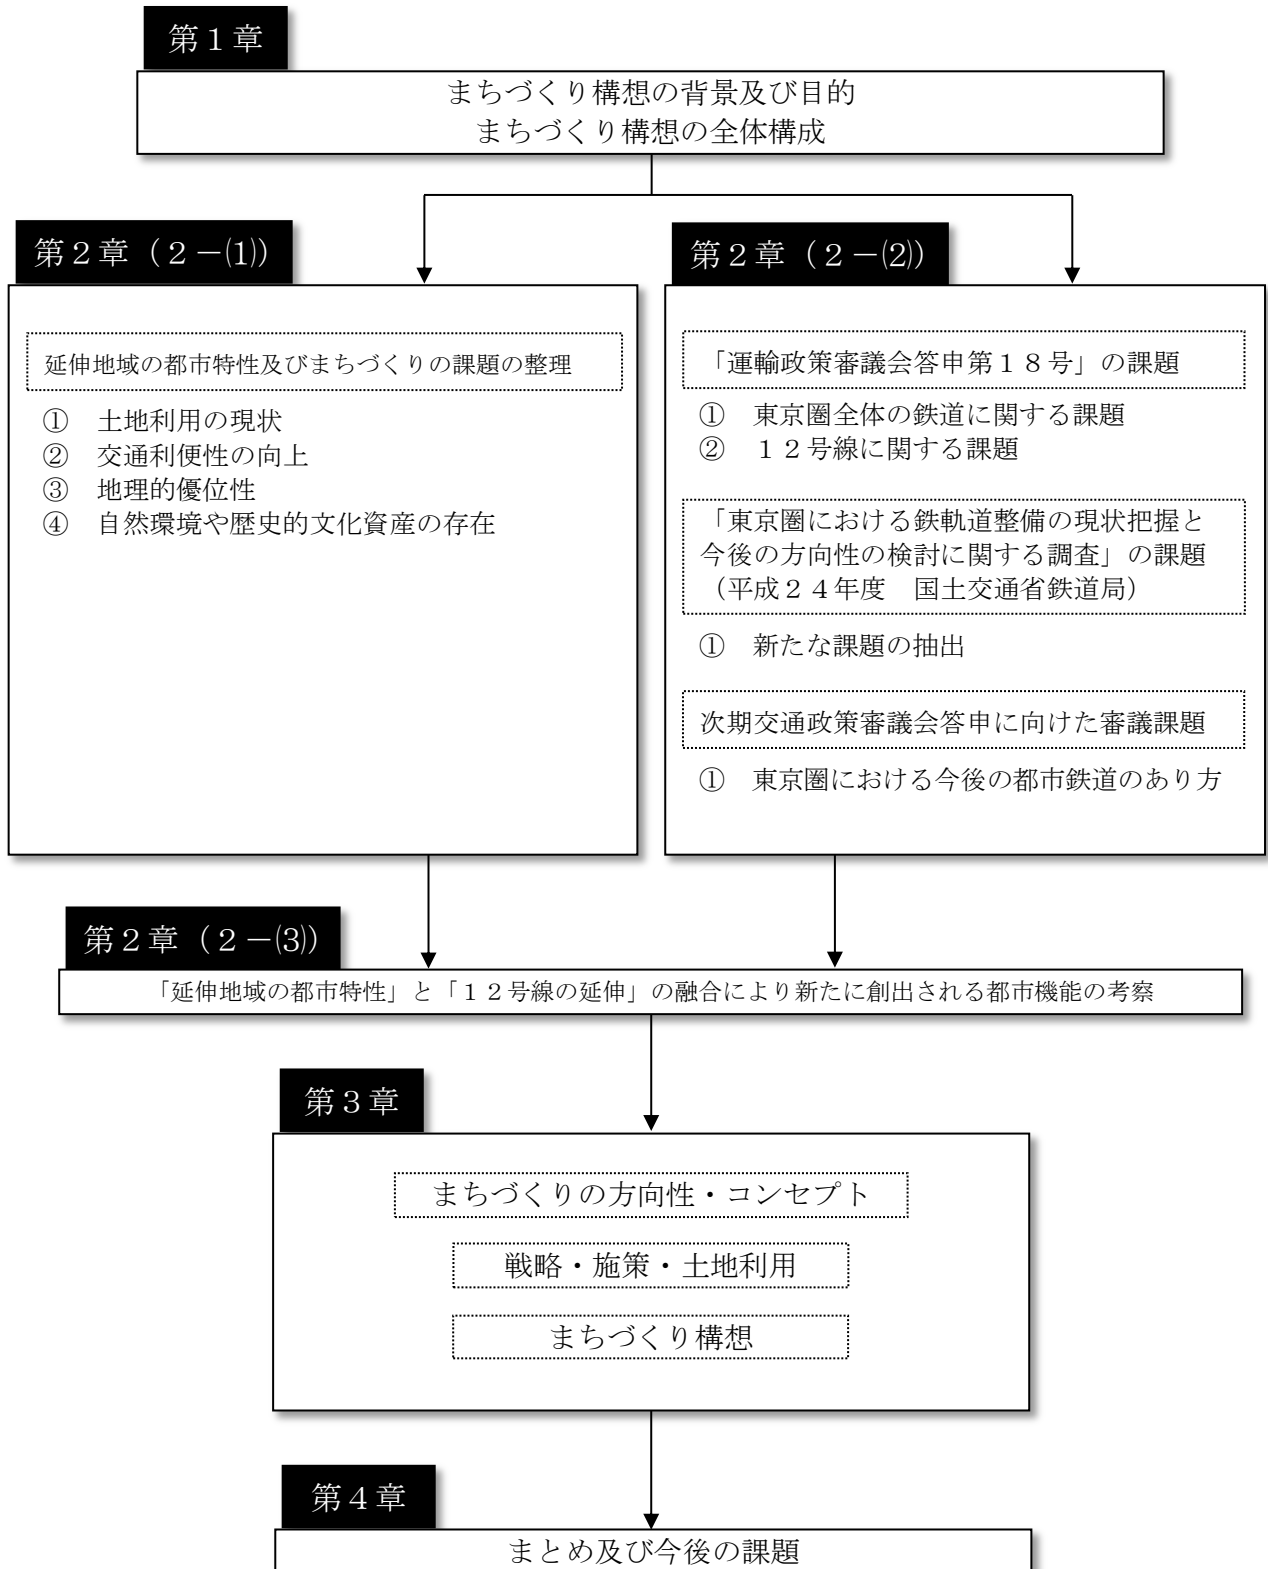 第１章
まちづくり構想の背景及び目的
まちづくり構想の全体構成
第２章（２－⑴）
延伸地域の都市特性及びまちづくりの課題の整理
①　土地利用の現状
②　交通利便性の向上
③　地理的優位性
④　自然環境や歴史的文化資産の存在
第２章（２－⑵）
「運輸政策審議会答申第１８号」の課題
①　東京圏全体の鉄道に関する課題
②　１２号線に関する課題
「東京圏における鉄軌道整備の現状把握と
今後の方向性の検討に関する調査」の課題
（平成２４年度　国土交通省鉄道局）
①　新たな課題の抽出
次期交通政策審議会答申に向けた審議課題
①　東京圏における今後の都市鉄道のあり方
第２章（２－⑶）
「延伸地域の都市特性」と「１２号線の延伸」の融合により新たに創出される都市機能の考察
第３章
まちづくりの方向性・コンセプト
戦略・施策・土地利用
まちづくり構想
第４章
まとめ及び今後の課題